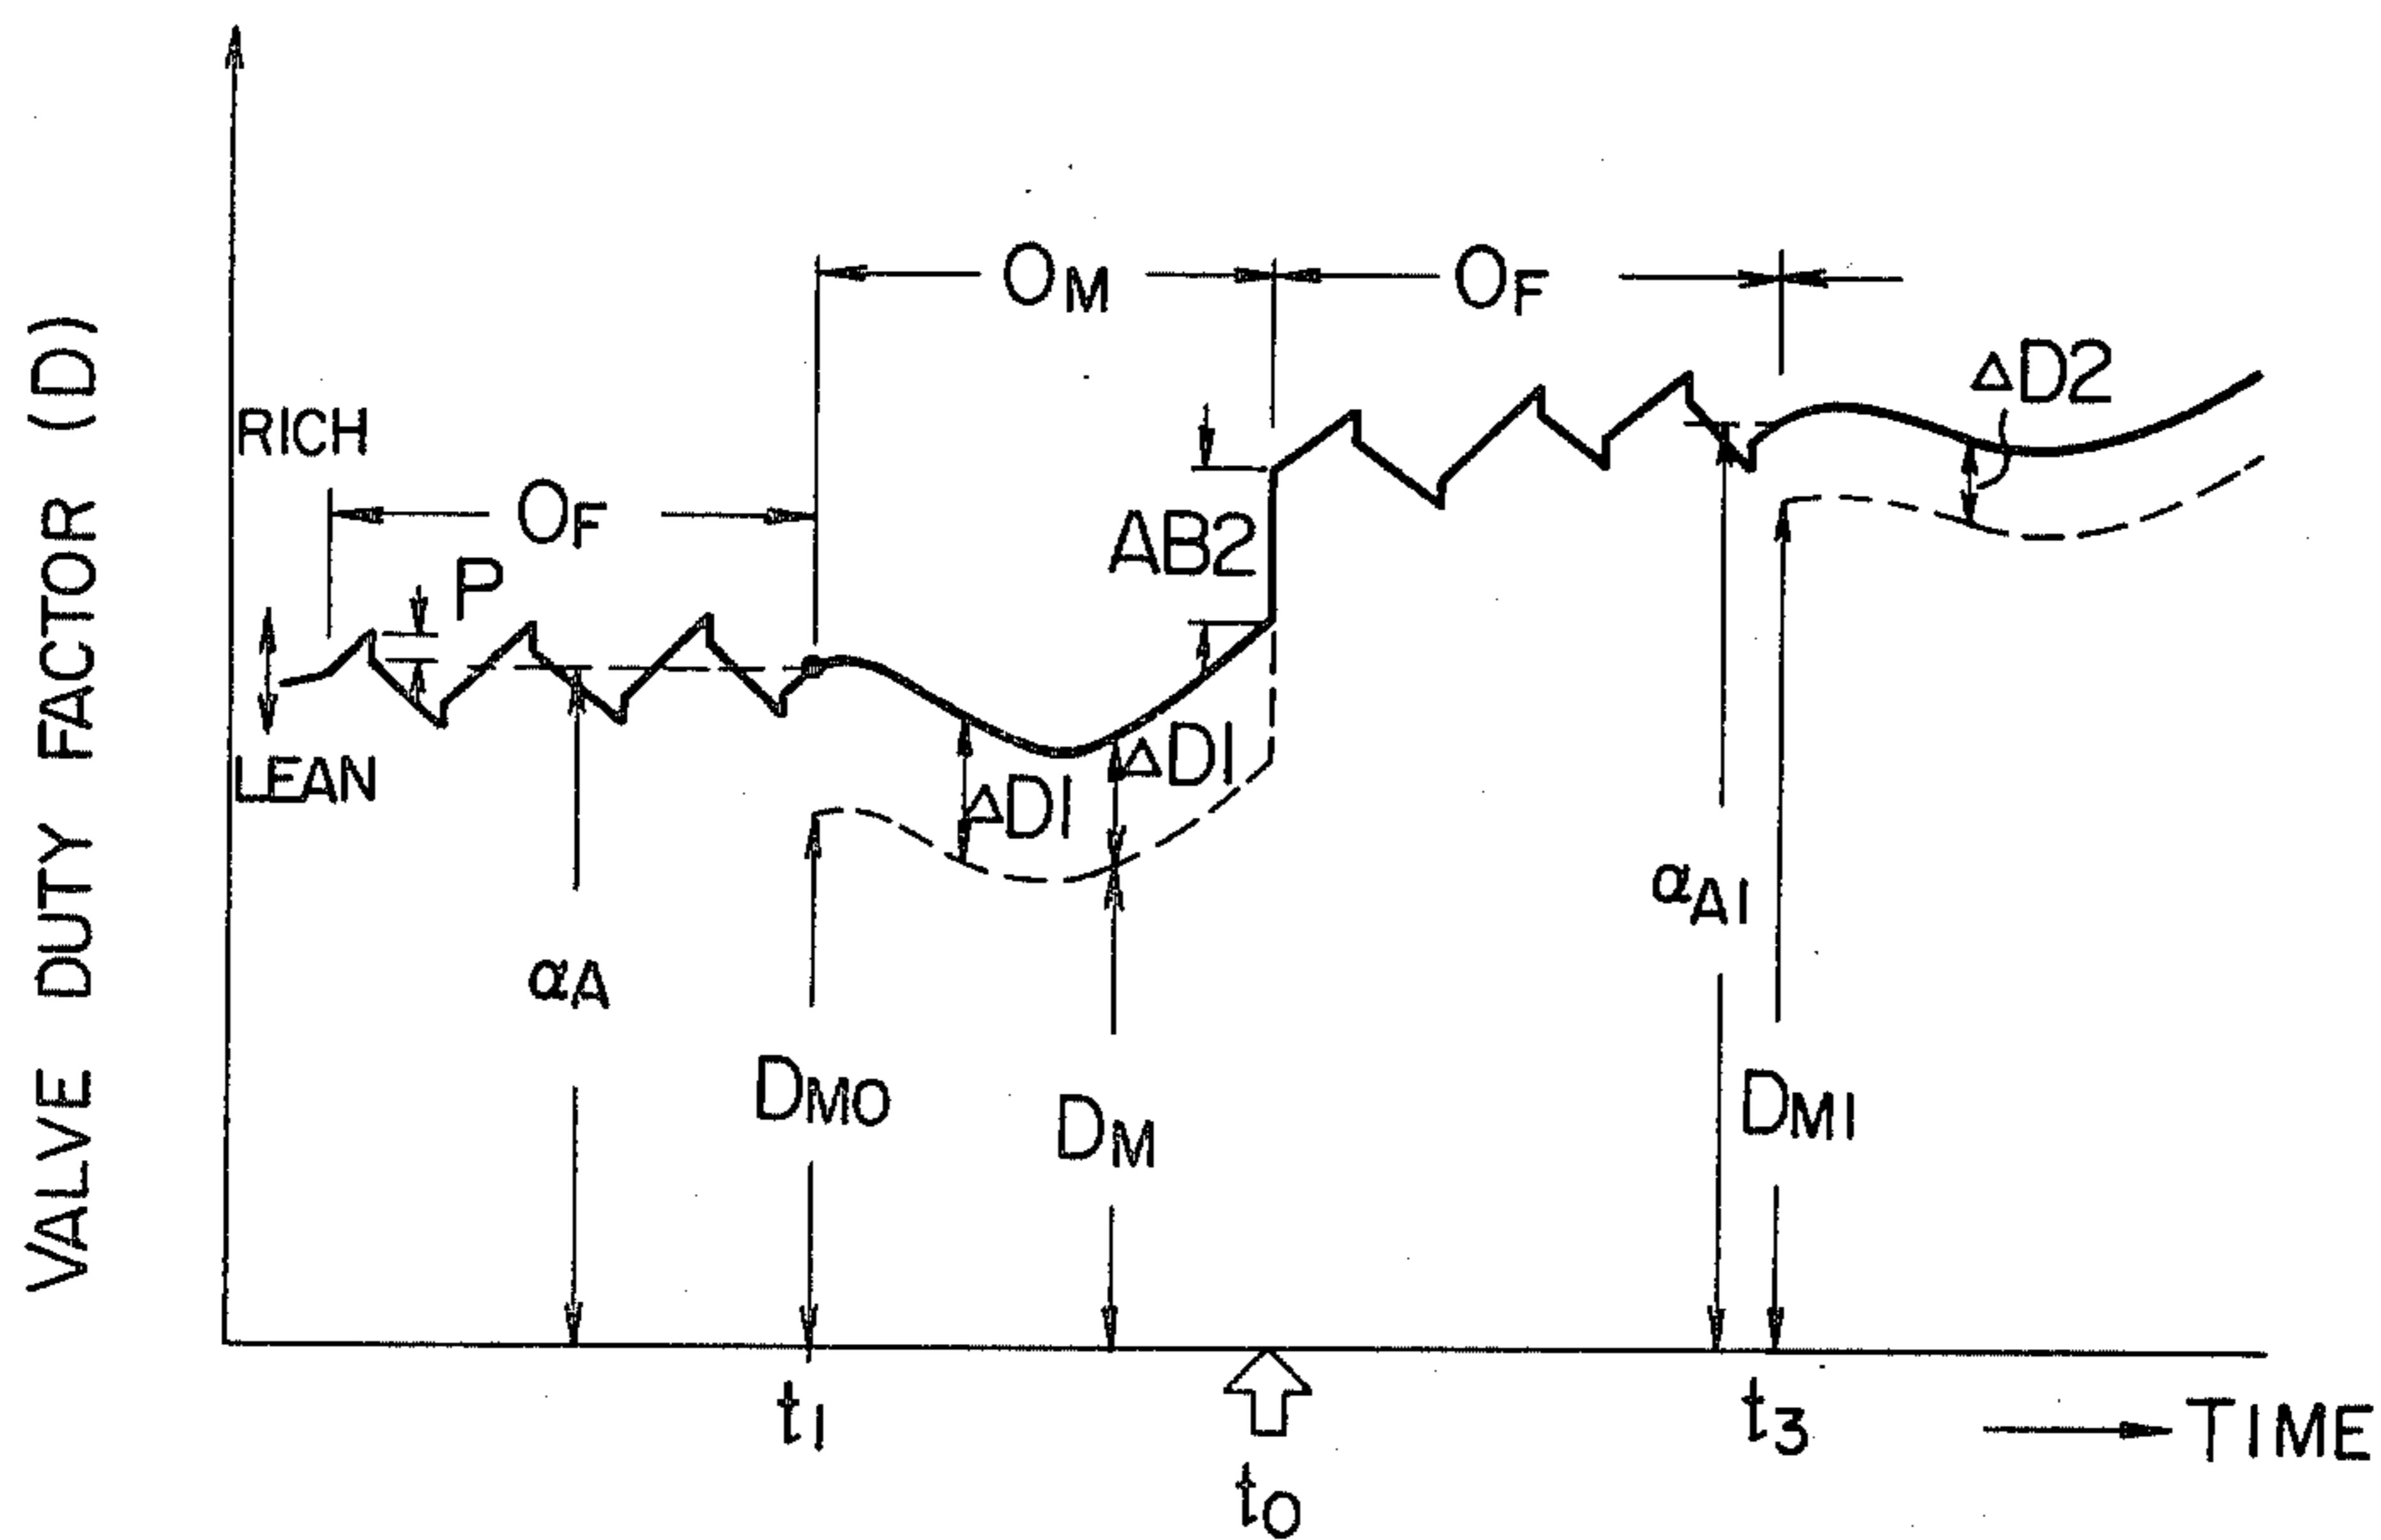 VALVE DUTY FACTOR (D)
OM
OF
ΔD2
RICH
OF
P
AB2
LEAN
ΔD1
ΔD1
αA
αA1
DM0
DM
DM1
t1
t0
t3
TIME